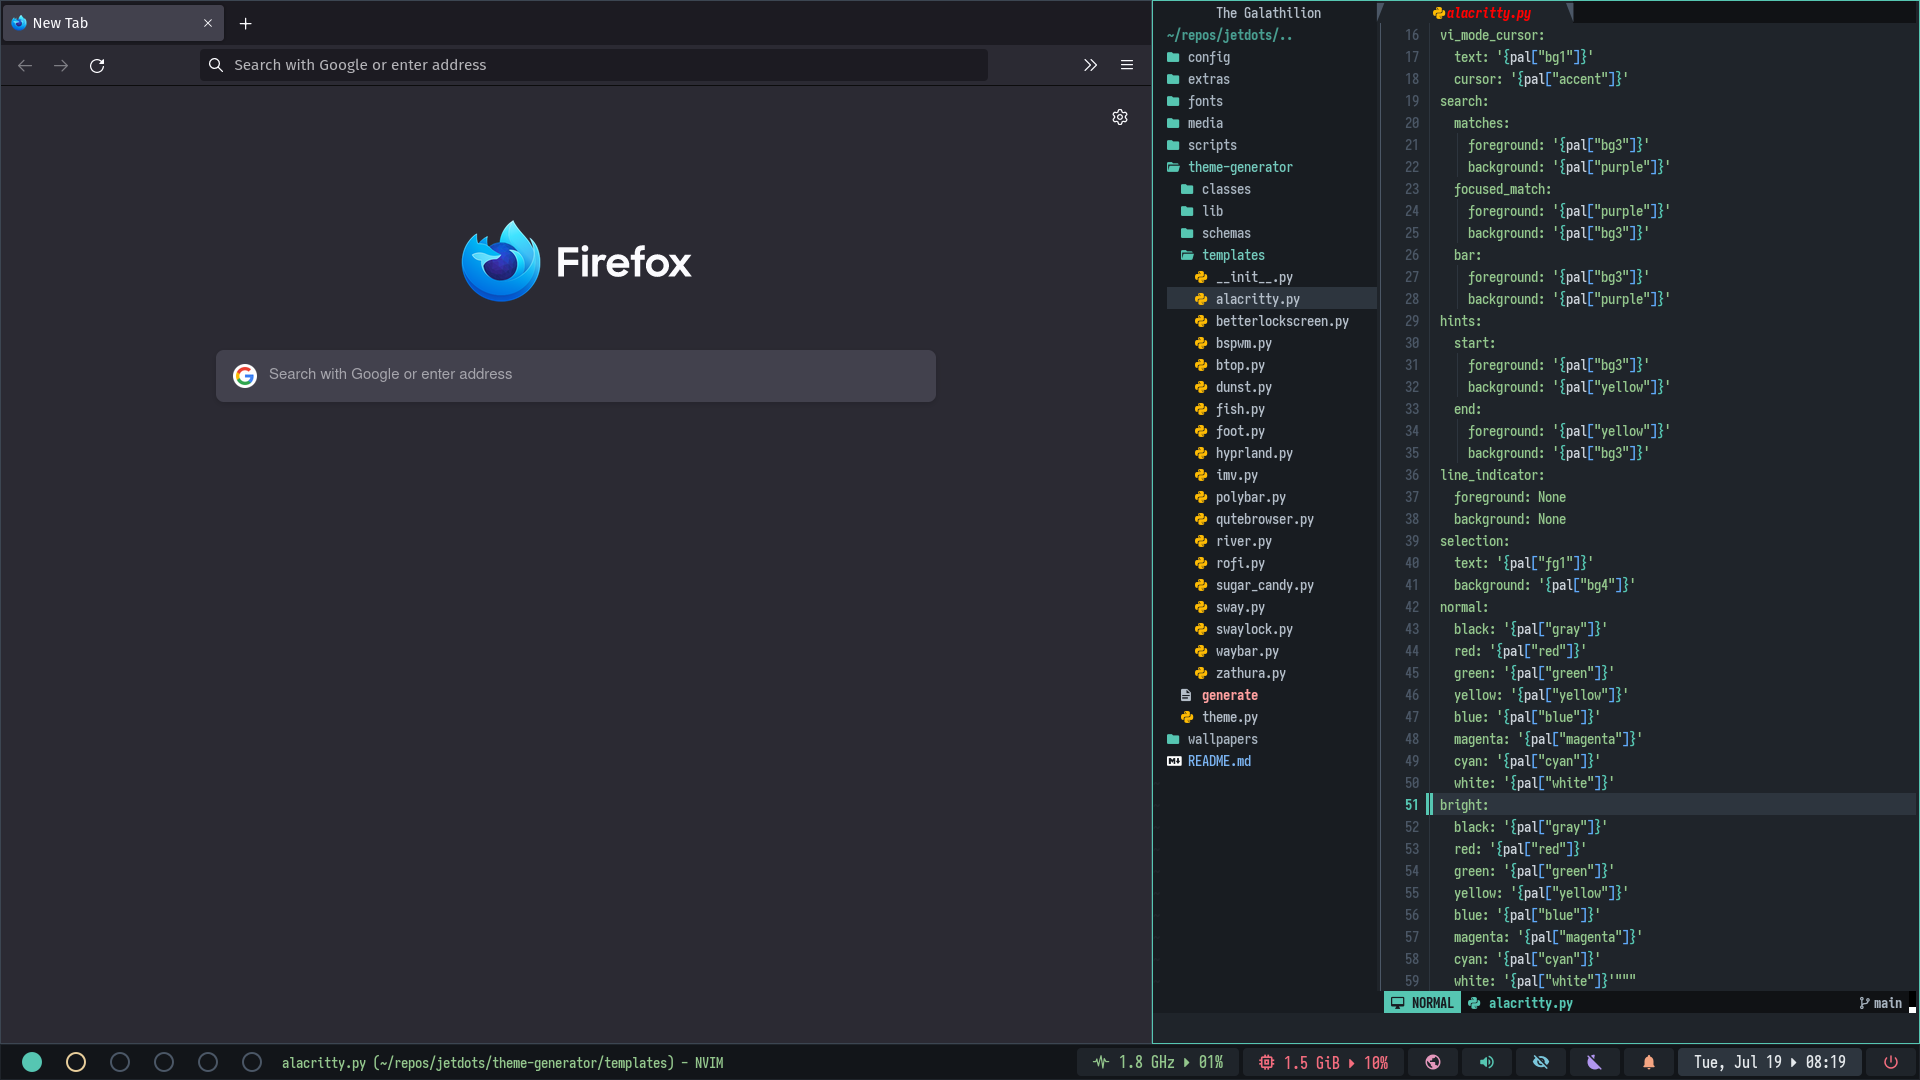 New Tab
Search with Google or enter address
Firefox
Search with Google or enter address
The Galathilion
~/repos/jetdots/..
config
extras
fonts
media
scripts
theme-generator
classes
lib
schemas
templates
__init__.py
alacritty.py
betterlockscreen.py
bspwm.py
btop.py
dunst.py
fish.py
foot.py
hyprland.py
imv.py
polybar.py
qutebrowser.py
river.py
rofi.py
sugar_candy.py
sway.py
swaylock.py
waybar.py
zathura.py
generate
theme.py
wallpapers
README.md
alacritty.py
16 vi_mode_cursor:
17 text: '{pal["bg1"]}'
18 cursor: '{pal["accent"]}'
19 search:
20 matches:
21 foreground: '{pal["bg3"]}'
22 background: '{pal["purple"]}'
23 focused_match:
24 foreground: '{pal["purple"]}'
25 background: '{pal["bg3"]}'
26 bar:
27 foreground: '{pal["bg3"]}'
28 background: '{pal["purple"]}'
29 hints:
30 start:
31 foreground: '{pal["bg3"]}'
32 background: '{pal["yellow"]}'
33 end:
34 foreground: '{pal["yellow"]}'
35 background: '{pal["bg3"]}'
36 line_indicator:
37 foreground: None
38 background: None
39 selection:
40 text: '{pal["fg1"]}'
41 background: '{pal["bg4"]}'
42 normal:
43 black: '{pal["gray"]}'
44 red: '{pal["red"]}'
45 green: '{pal["green"]}'
46 yellow: '{pal["yellow"]}'
47 blue: '{pal["blue"]}'
48 magenta: '{pal["magenta"]}'
49 cyan: '{pal["cyan"]}'
50 white: '{pal["white"]}'
51 bright:
52 black: '{pal["gray"]}'
53 red: '{pal["red"]}'
54 green: '{pal["green"]}'
55 yellow: '{pal["yellow"]}'
56 blue: '{pal["blue"]}'
57 magenta: '{pal["magenta"]}'
58 cyan: '{pal["cyan"]}'
59 white: '{pal["white"]}'"""
NORMAL alacritty.py main
alacritty.py (~/repos/jetdots/theme-generator/templates) - NVIM
1.8 GHz 01%
1.5 GiB 10%
Tue, Jul 19 08:19